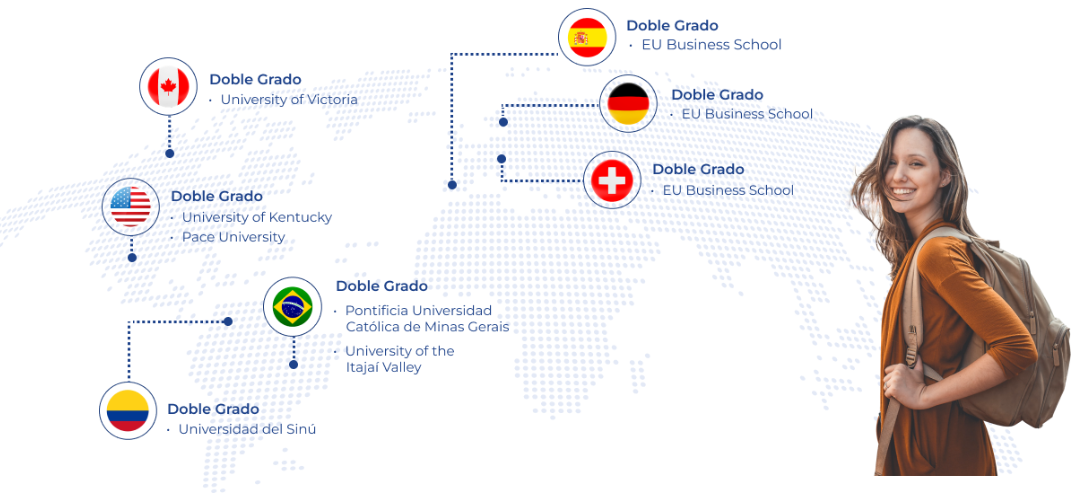 Doble Grado
• EU Business School
Doble Grado
• University of Victoria
Doble Grado
• EU Business School
Doble Grado
• EU Business School
Doble Grado
• University of Kentucky
• Pace University
Doble Grado
• Pontificia Universidad
Católica de Minas Gerais
• University of the
Itajaí Valley
Doble Grado
• Universidad del Sinú